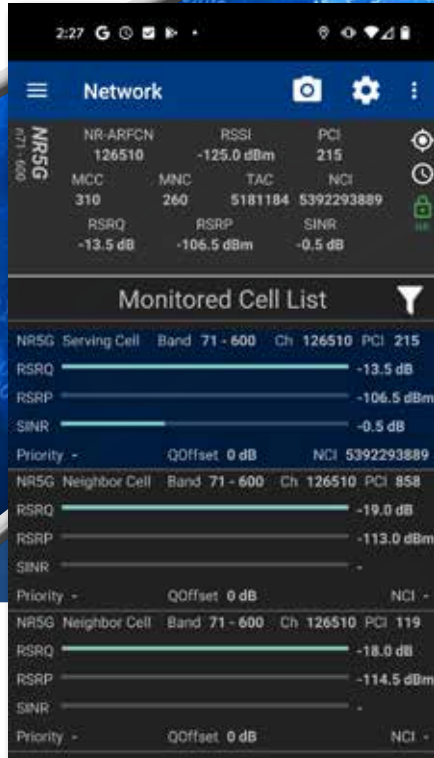 2:27 G
Network
NR5G
n71 - 600
NR-ARFCN RSSI PCI
126510 -125.0 dBm 215
MCC MNC TAC NCI
310 260 5181184 5392293889
RSRQ RSRP SINR
-13.5 dB -106.5 dBm -0.5 dB
NR
Monitored Cell List
NR5G Serving Cell Band 71 - 600 Ch 126510 PCI 215
RSRQ -13.5 dB
RSRP -106.5 dBm
SINR -0.5 dB
Priority - QOffset 0 dB NCI 5392293889
NR5G Neighbor Cell Band 71 - 600 Ch 126510 PCI 858
RSRQ -19.0 dB
RSRP -113.0 dBm
SINR -
Priority - QOffset 0 dB NCI -
NR5G Neighbor Cell Band 71 - 600 Ch 126510 PCI 119
RSRQ -18.0 dB
RSRP -114.5 dBm
SINR -
Priority - QOffset 0 dB NCI -